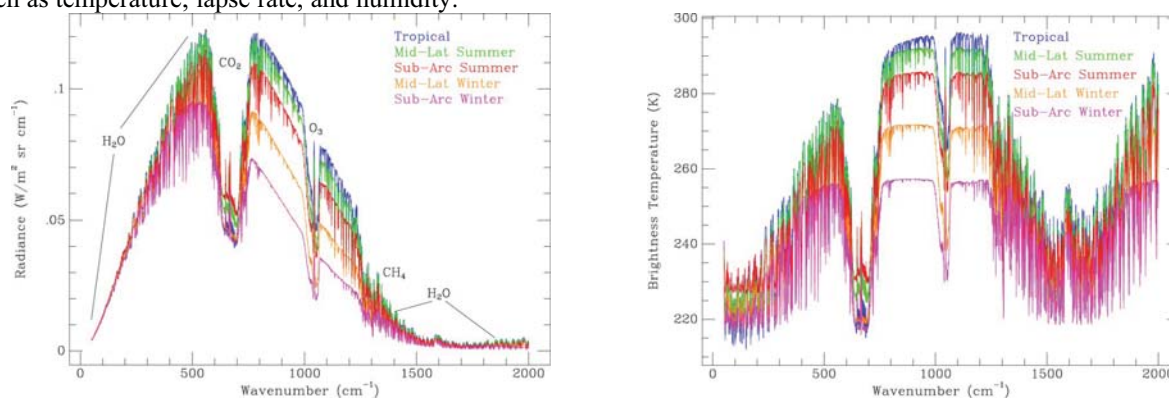 as temperature, lapse rate, and humidity.
Tropical
Mid-Lat Summer
Sub-Arc Summer
Mid-Lat Winter
Sub-Arc Winter
H₂O
CO₂
O₃
CH₄
H₂O
.1
.05
0
Radiance (W/m² sr cm⁻¹)
0 500 1000 1500 2000
Wavenumber (cm⁻¹)
Tropical
Mid-Lat Summer
Sub-Arc Summer
Mid-Lat Winter
Sub-Arc Winter
300
280
260
240
220
Brightness Temperature (K)
0 500 1000 1500 2000
Wavenumber (cm⁻¹)